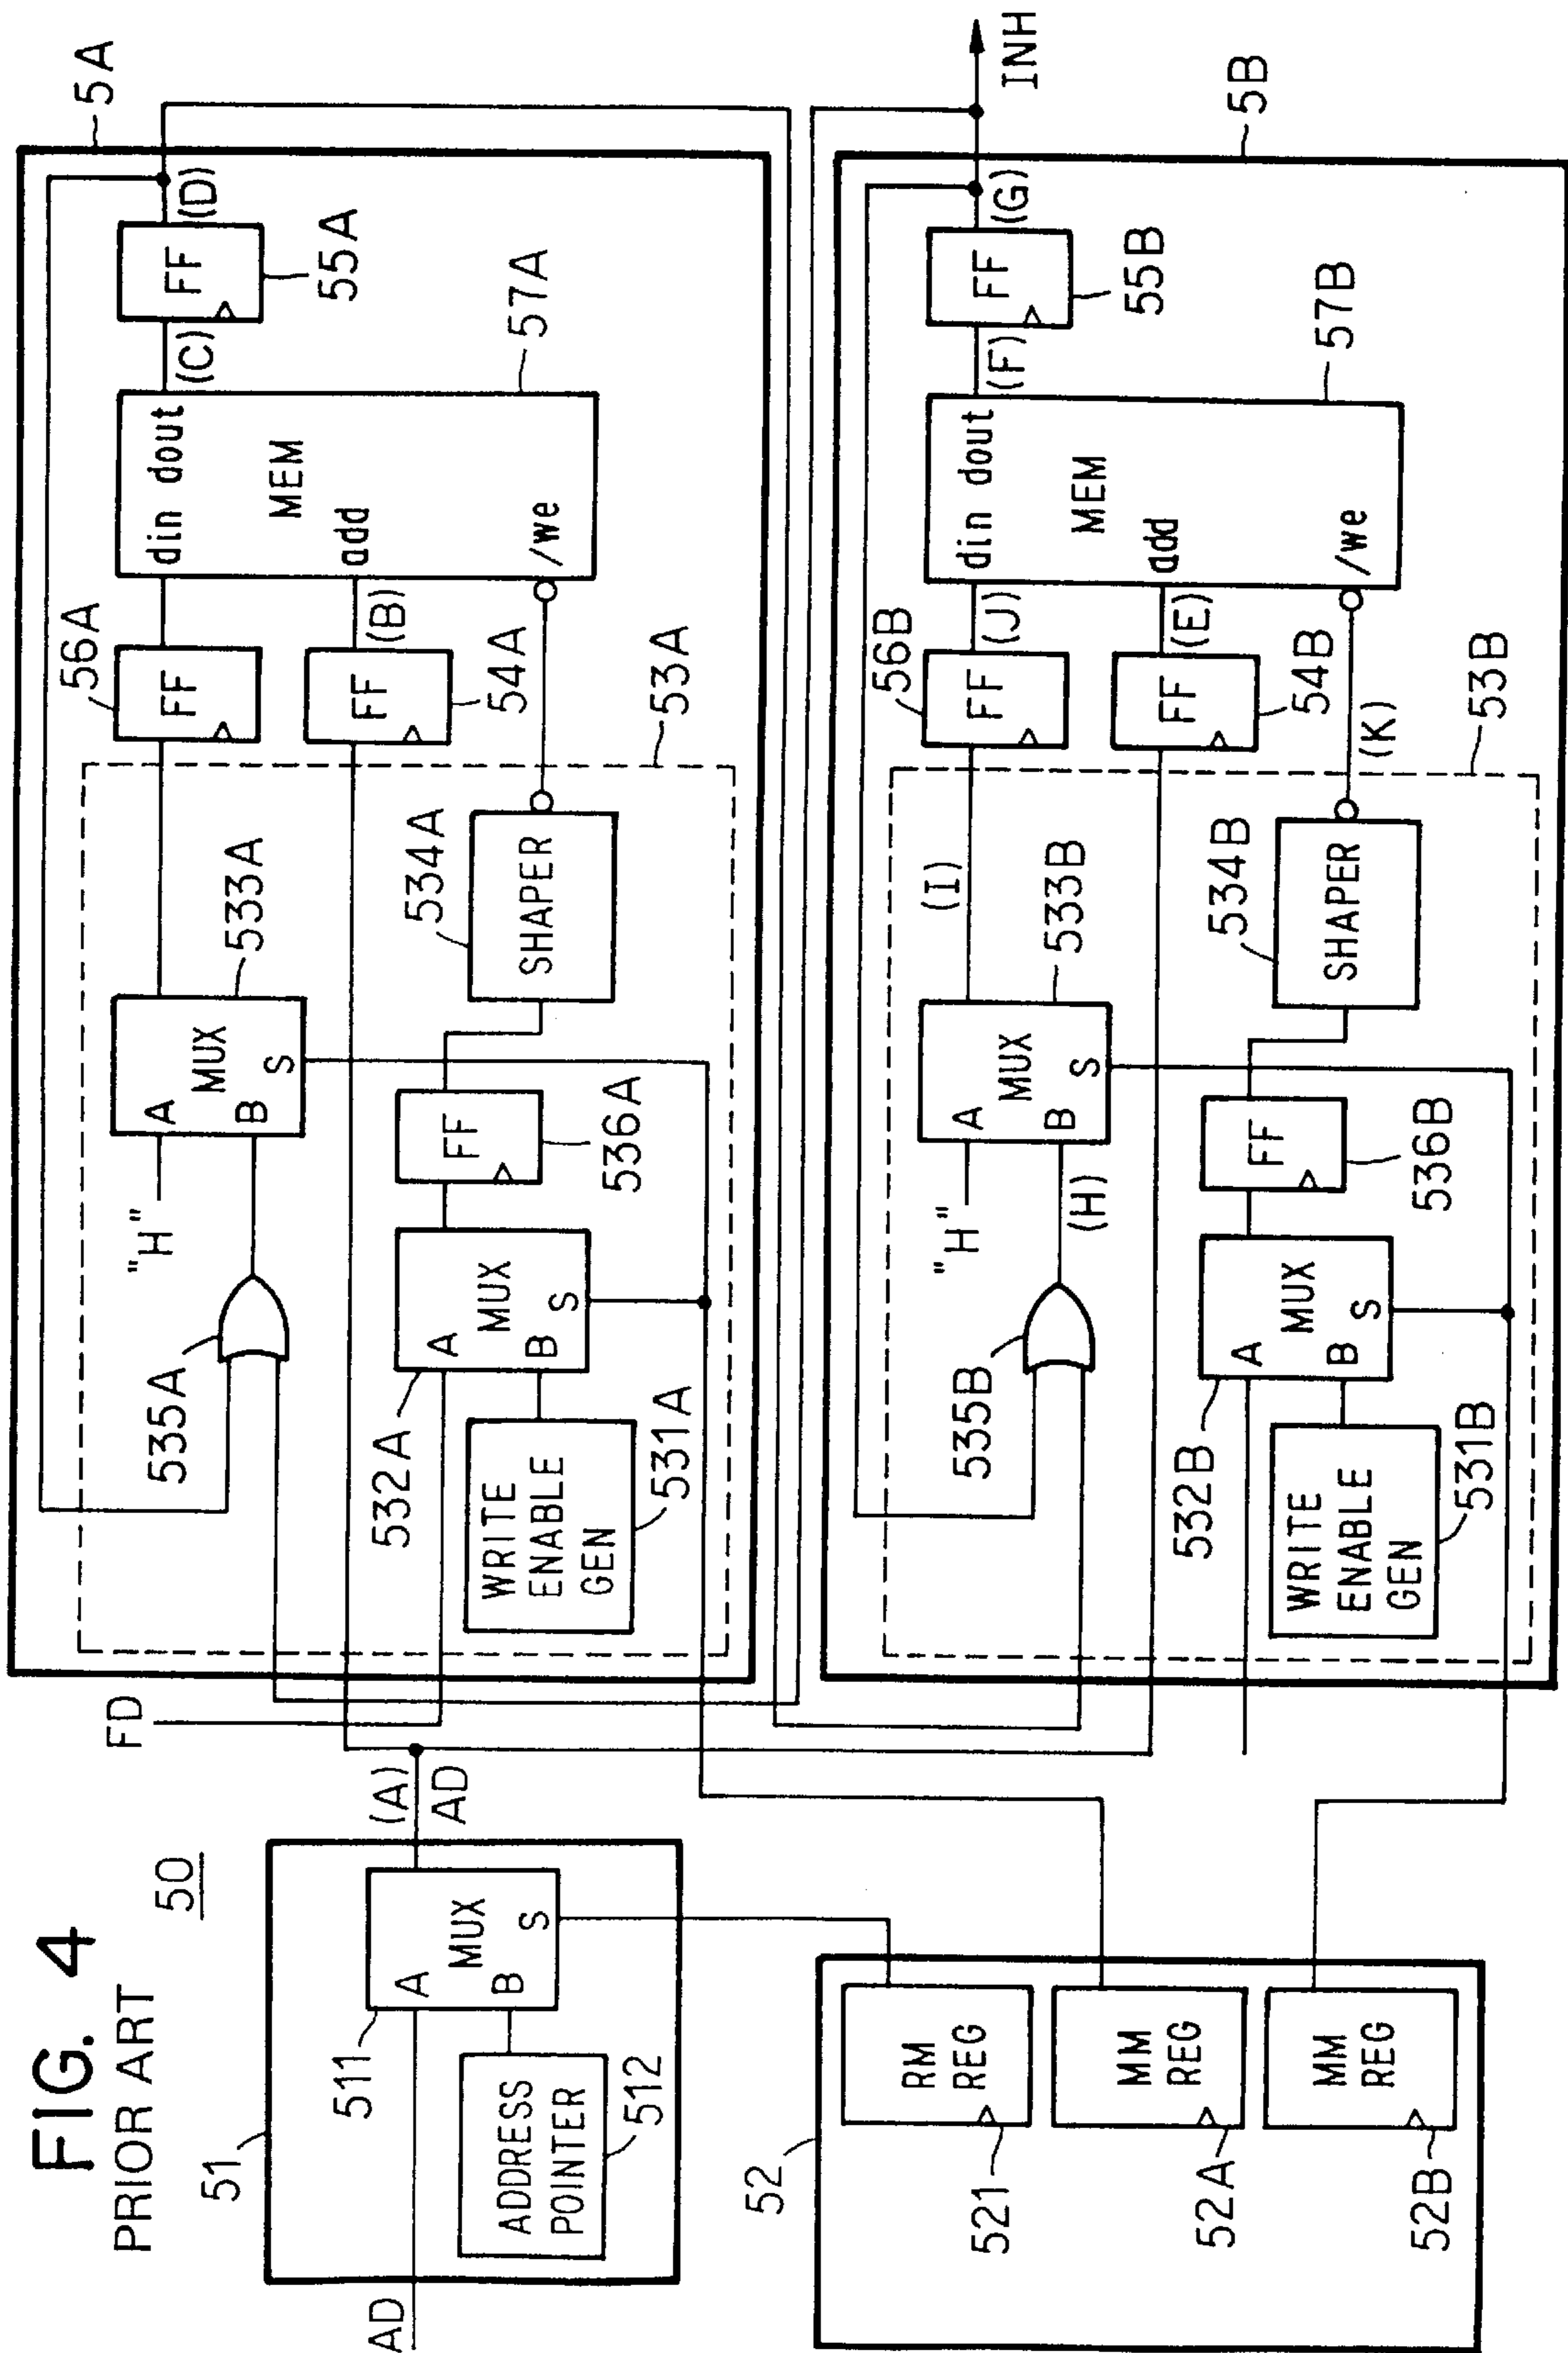 FIG. 4
PRIOR ART
50
51
AD
511
A
MUX
B
S
ADDRESS
POINTER
512
(A)
AD
FD
52
RM
REG
521
MM
REG
52A
MM
REG
52B
5A
535A
"H"
A
MUX
B
S
533A
56A
FF
din dout
MEM
add
/we
57A
(C)
FF
55A
(D)
532A
A
MUX
B
S
WRITE
ENABLE
GEN
531A
FF
536A
534A
SHAPER
FF
54A
(B)
53A
5B
535B
"H"
(H)
A
MUX
B
S
533B
(I)
56B
FF
(J)
din dout
MEM
add
/we
57B
(F)
FF
55B
(G)
INH
532B
A
MUX
B
S
WRITE
ENABLE
GEN
531B
FF
536B
534B
SHAPER
FF
54B
(E)
(K)
53B